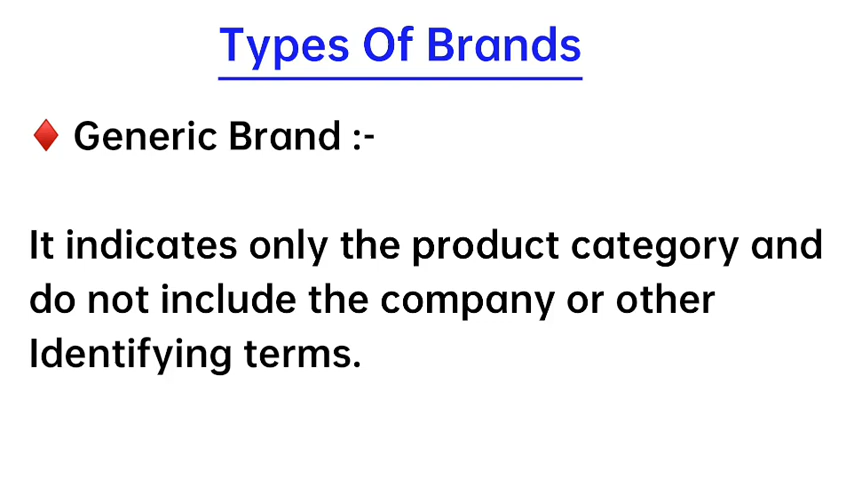 Types Of Brands
♦ Generic Brand :-
It indicates only the product category and
do not include the company or other
Identifying terms.